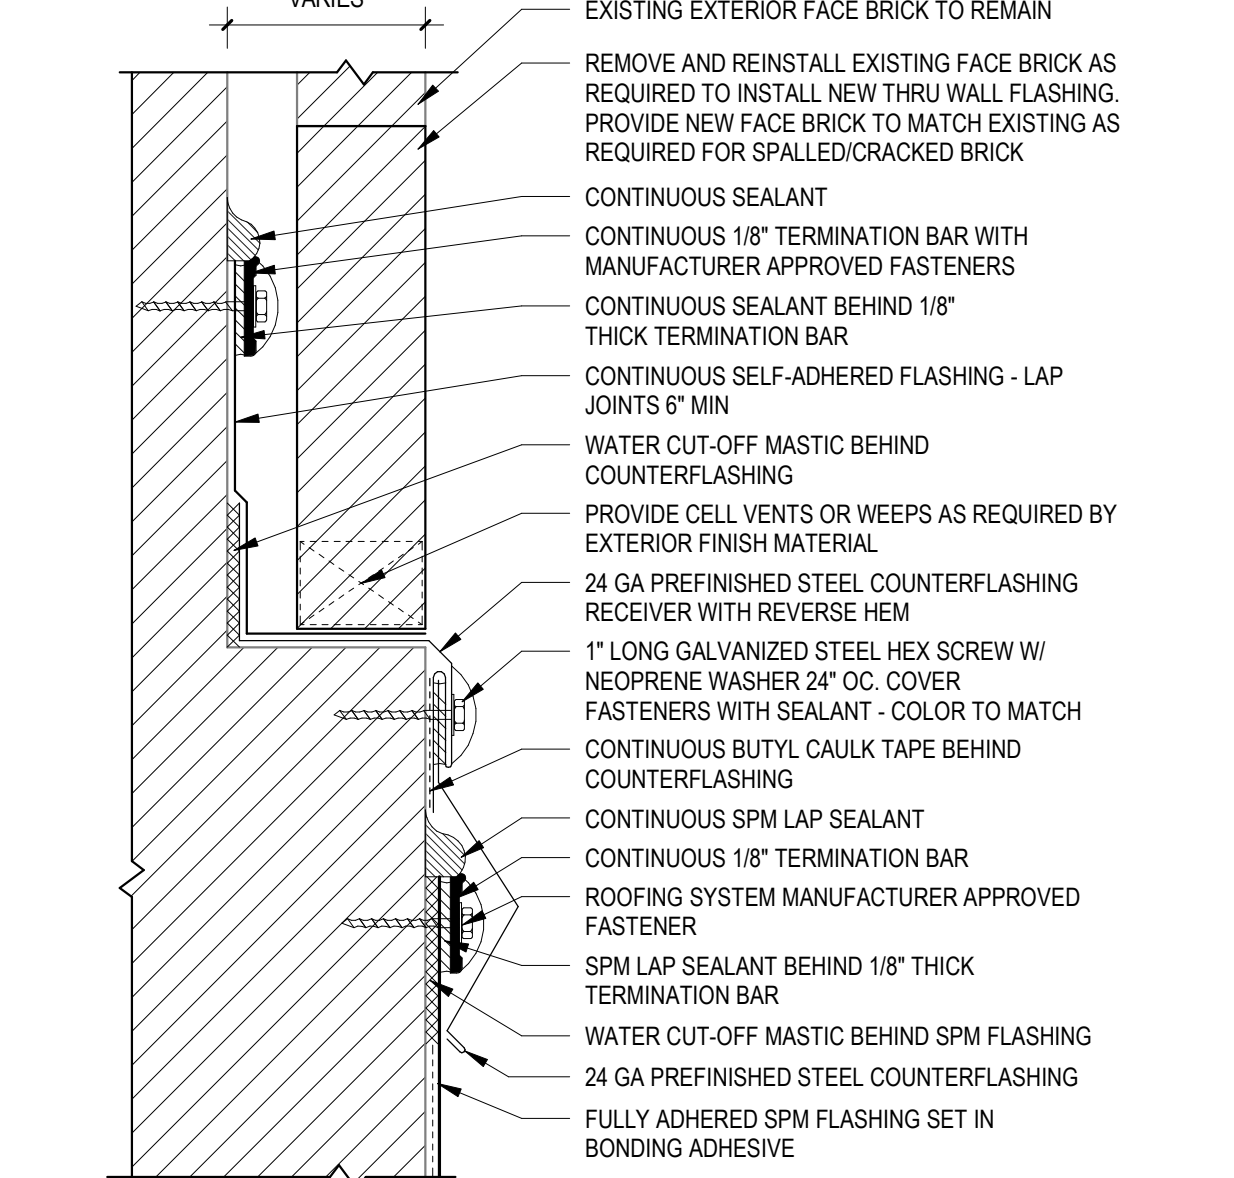 VARIES
EXISTING EXTERIOR FACE BRICK TO REMAIN
REMOVE AND REINSTALL EXISTING FACE BRICK AS
REQUIRED TO INSTALL NEW THRU WALL FLASHING.
PROVIDE NEW FACE BRICK TO MATCH EXISTING AS
REQUIRED FOR SPALLED/CRACKED BRICK
CONTINUOUS SEALANT
CONTINUOUS 1/8" TERMINATION BAR WITH
MANUFACTURER APPROVED FASTENERS
CONTINUOUS SEALANT BEHIND 1/8"
THICK TERMINATION BAR
CONTINUOUS SELF-ADHERED FLASHING - LAP
JOINTS 6" MIN
WATER CUT-OFF MASTIC BEHIND
COUNTERFLASHING
PROVIDE CELL VENTS OR WEEPS AS REQUIRED BY
EXTERIOR FINISH MATERIAL
24 GA PREFINISHED STEEL COUNTERFLASHING
RECEIVER WITH REVERSE HEM
1" LONG GALVANIZED STEEL HEX SCREW W/
NEOPRENE WASHER 24" OC. COVER
FASTENERS WITH SEALANT - COLOR TO MATCH
CONTINUOUS BUTYL CAULK TAPE BEHIND
COUNTERFLASHING
CONTINUOUS SPM LAP SEALANT
CONTINUOUS 1/8" TERMINATION BAR
ROOFING SYSTEM MANUFACTURER APPROVED
FASTENER
SPM LAP SEALANT BEHIND 1/8" THICK
TERMINATION BAR
WATER CUT-OFF MASTIC BEHIND SPM FLASHING
24 GA PREFINISHED STEEL COUNTERFLASHING
FULLY ADHERED SPM FLASHING SET IN
BONDING ADHESIVE